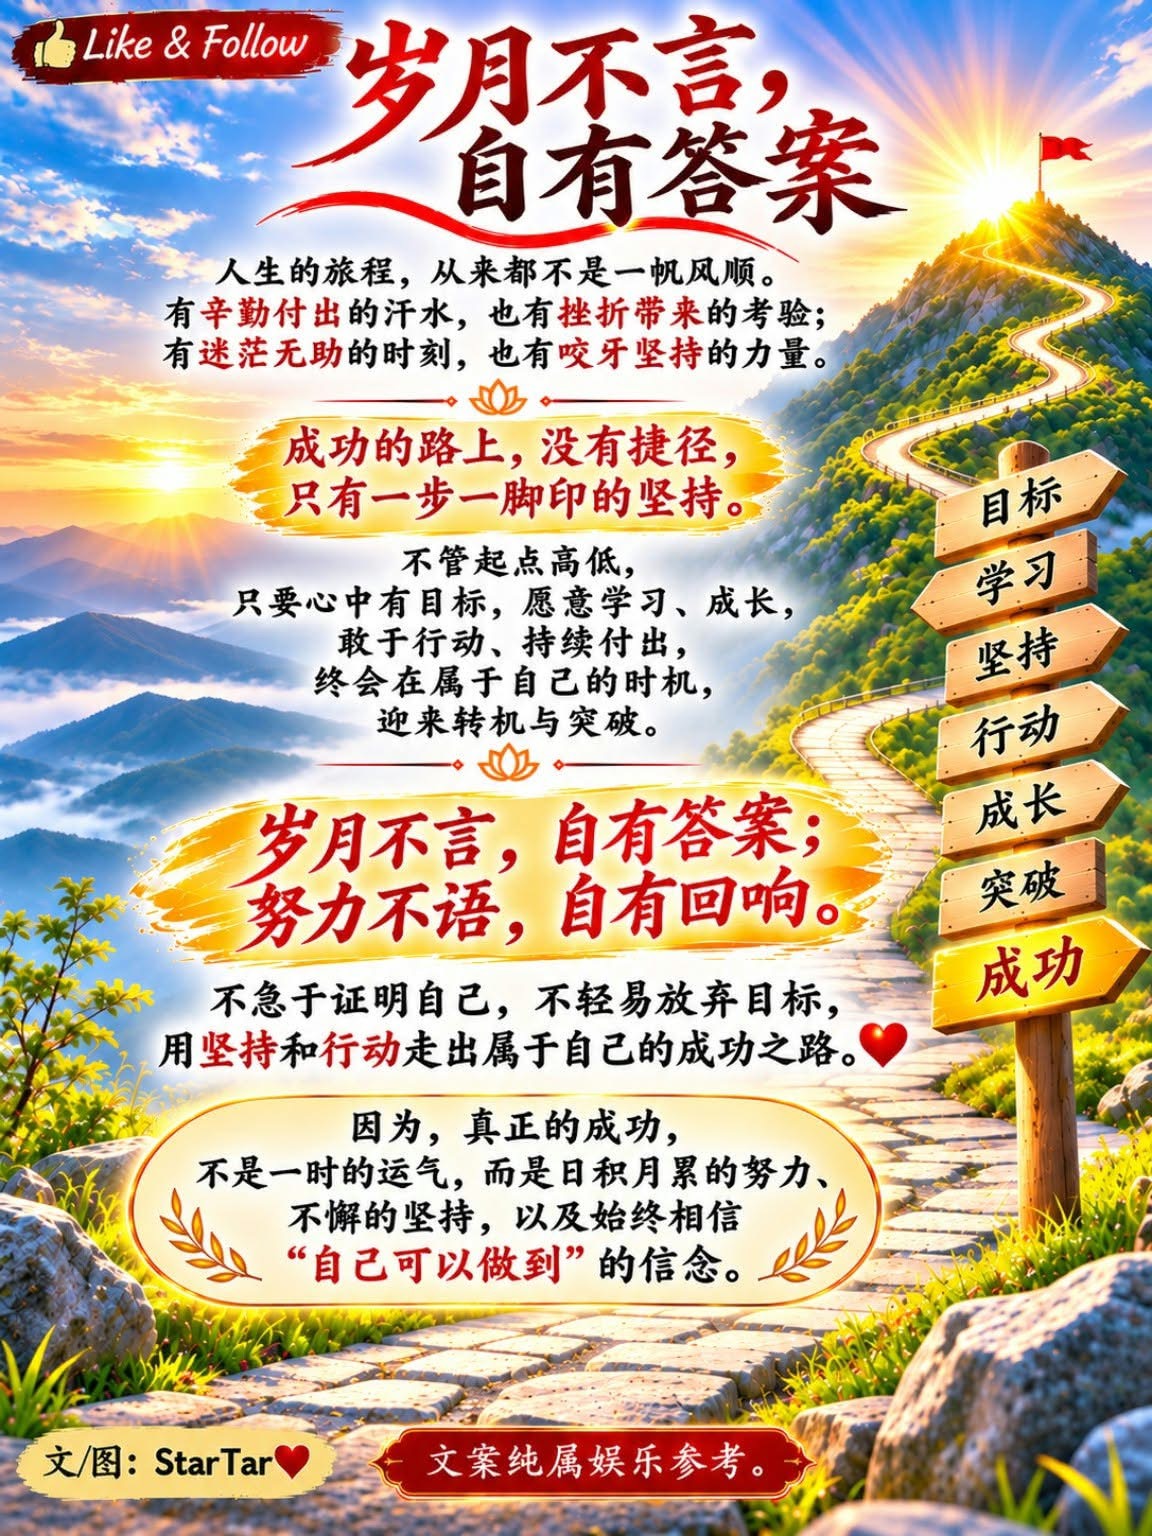 Like & Follow
岁月不言，
自有答案
人生的旅程，从来都不是一帆风顺。
有辛勤付出的汗水，也有挫折带来的考验；
有迷茫无助的时刻，也有咬牙坚持的力量。
成功的路上，没有捷径，
只有一步一脚印的坚持。
不管起点高低，
只要心中有目标，愿意学习、成长，
敢于行动、持续付出，
终会在属于自己的时机，
迎来转机与突破。
岁月不言，自有答案；
努力不语，自有回响。
不急于证明自己，不轻易放弃目标，
用坚持和行动走出属于自己的成功之路。
因为，真正的成功，
不是一时的运气，而是日积月累的努力、
不懈的坚持，以及始终相信
“自己可以做到”的信念。
目标
学习
坚持
行动
成长
突破
成功
文/图：StarTar
文案纯属娱乐参考。